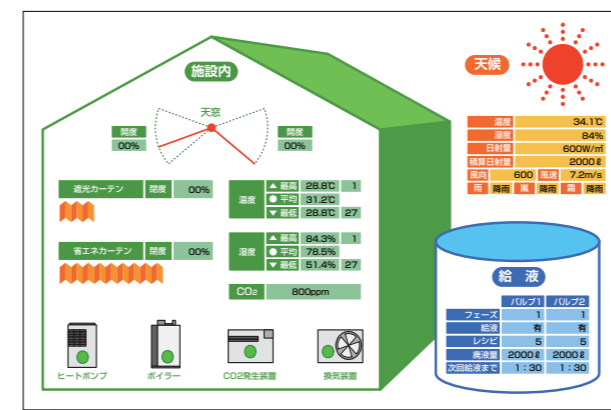 施設内
天窓
開度 開度
00% 00%
遮光カーテン 閉度 00%
温度 ▲ 最高 28.8℃ 1
● 平均 31.2℃
▼ 最低 28.8℃ 27
省エネカーテン 閉度 00%
湿度 ▲ 最高 84.3% 1
● 平均 78.5%
▼ 最低 51.4% 27
CO2 800ppm
ヒートポンプ ボイラー CO2発生装置 換気装置
天候
温度 34.1℃
湿度 84%
日射量 600W/㎡
積算日射量 2000ℓ
風向 600 風速 7.2m/s
雨 降雨 嵐 降雨 霜 降雨
給液
バルブ1 バルブ2
フェーズ 1 1
給液 有 有
レシピ 5 5
廃液量 2000ℓ 2000ℓ
次回給液まで 1：30 1：30